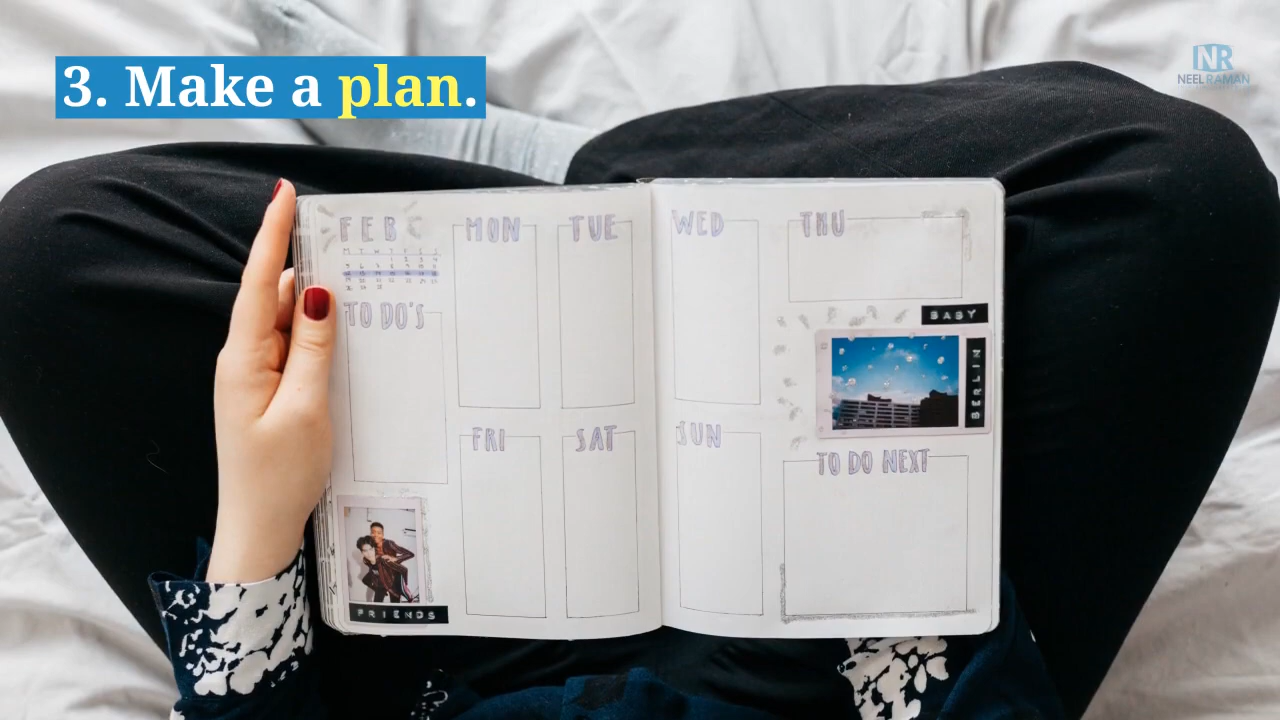 3. Make a plan.
NR
NEEL RAMAN
FEB
M T W T F S S
TO DO'S
MON
TUE
WED
THU
FRI
SAT
SUN
BABY
BERLIN
TO DO NEXT
FRIENDS